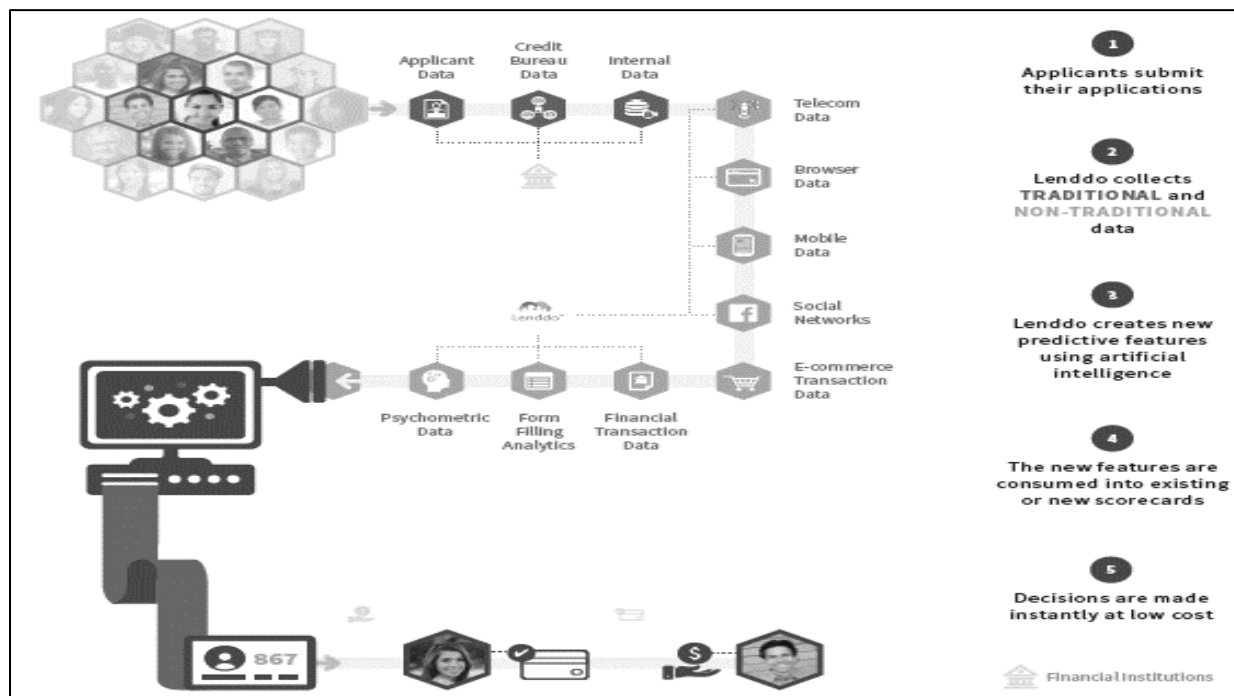 Applicant
Data
Credit
Bureau
Data
Internal
Data
Telecom
Data
Browser
Data
Mobile
Data
Social
Networks
E-commerce
Transaction
Data
Lenddo
Psychometric
Data
Form
Filling
Analytics
Financial
Transaction
Data
867
1
Applicants submit
their applications
2
Lenddo collects
TRADITIONAL and
NON-TRADITIONAL
data
3
Lenddo creates new
predictive features
using artificial
intelligence
4
The new features are
consumed into existing
or new scorecards
5
Decisions are made
instantly at low cost
Financial Institutions